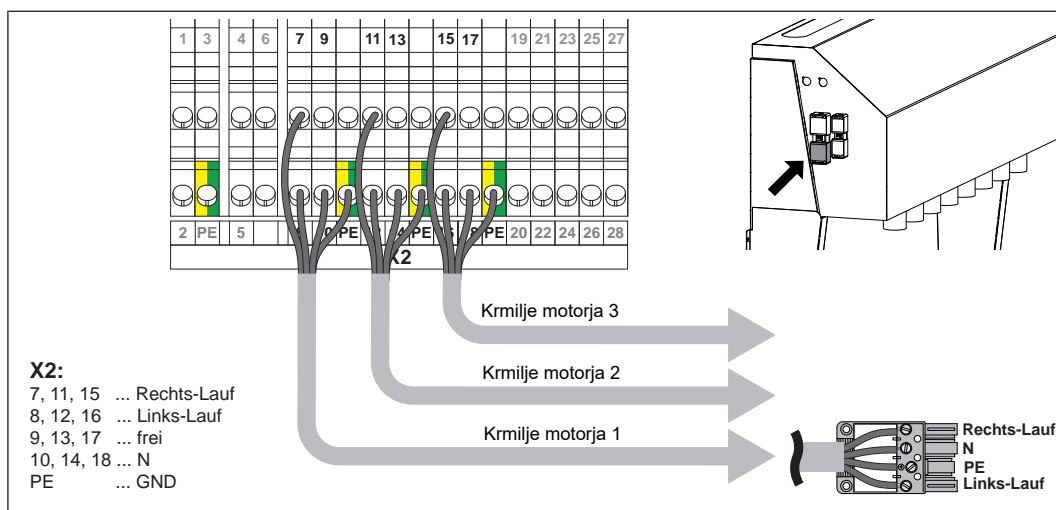 1 3 4 6 7 9 11 13 15 17 19 21 23 25 27
2 PE 5 PE PE PE 20 22 24 26 28
X2
Krmilje motorja 3
Krmilje motorja 2
Krmilje motorja 1
X2:
7, 11, 15 ... Rechts-Lauf
8, 12, 16 ... Links-Lauf
9, 13, 17 ... frei
10, 14, 18 ... N
PE ... GND
Rechts-Lauf
N
PE
Links-Lauf